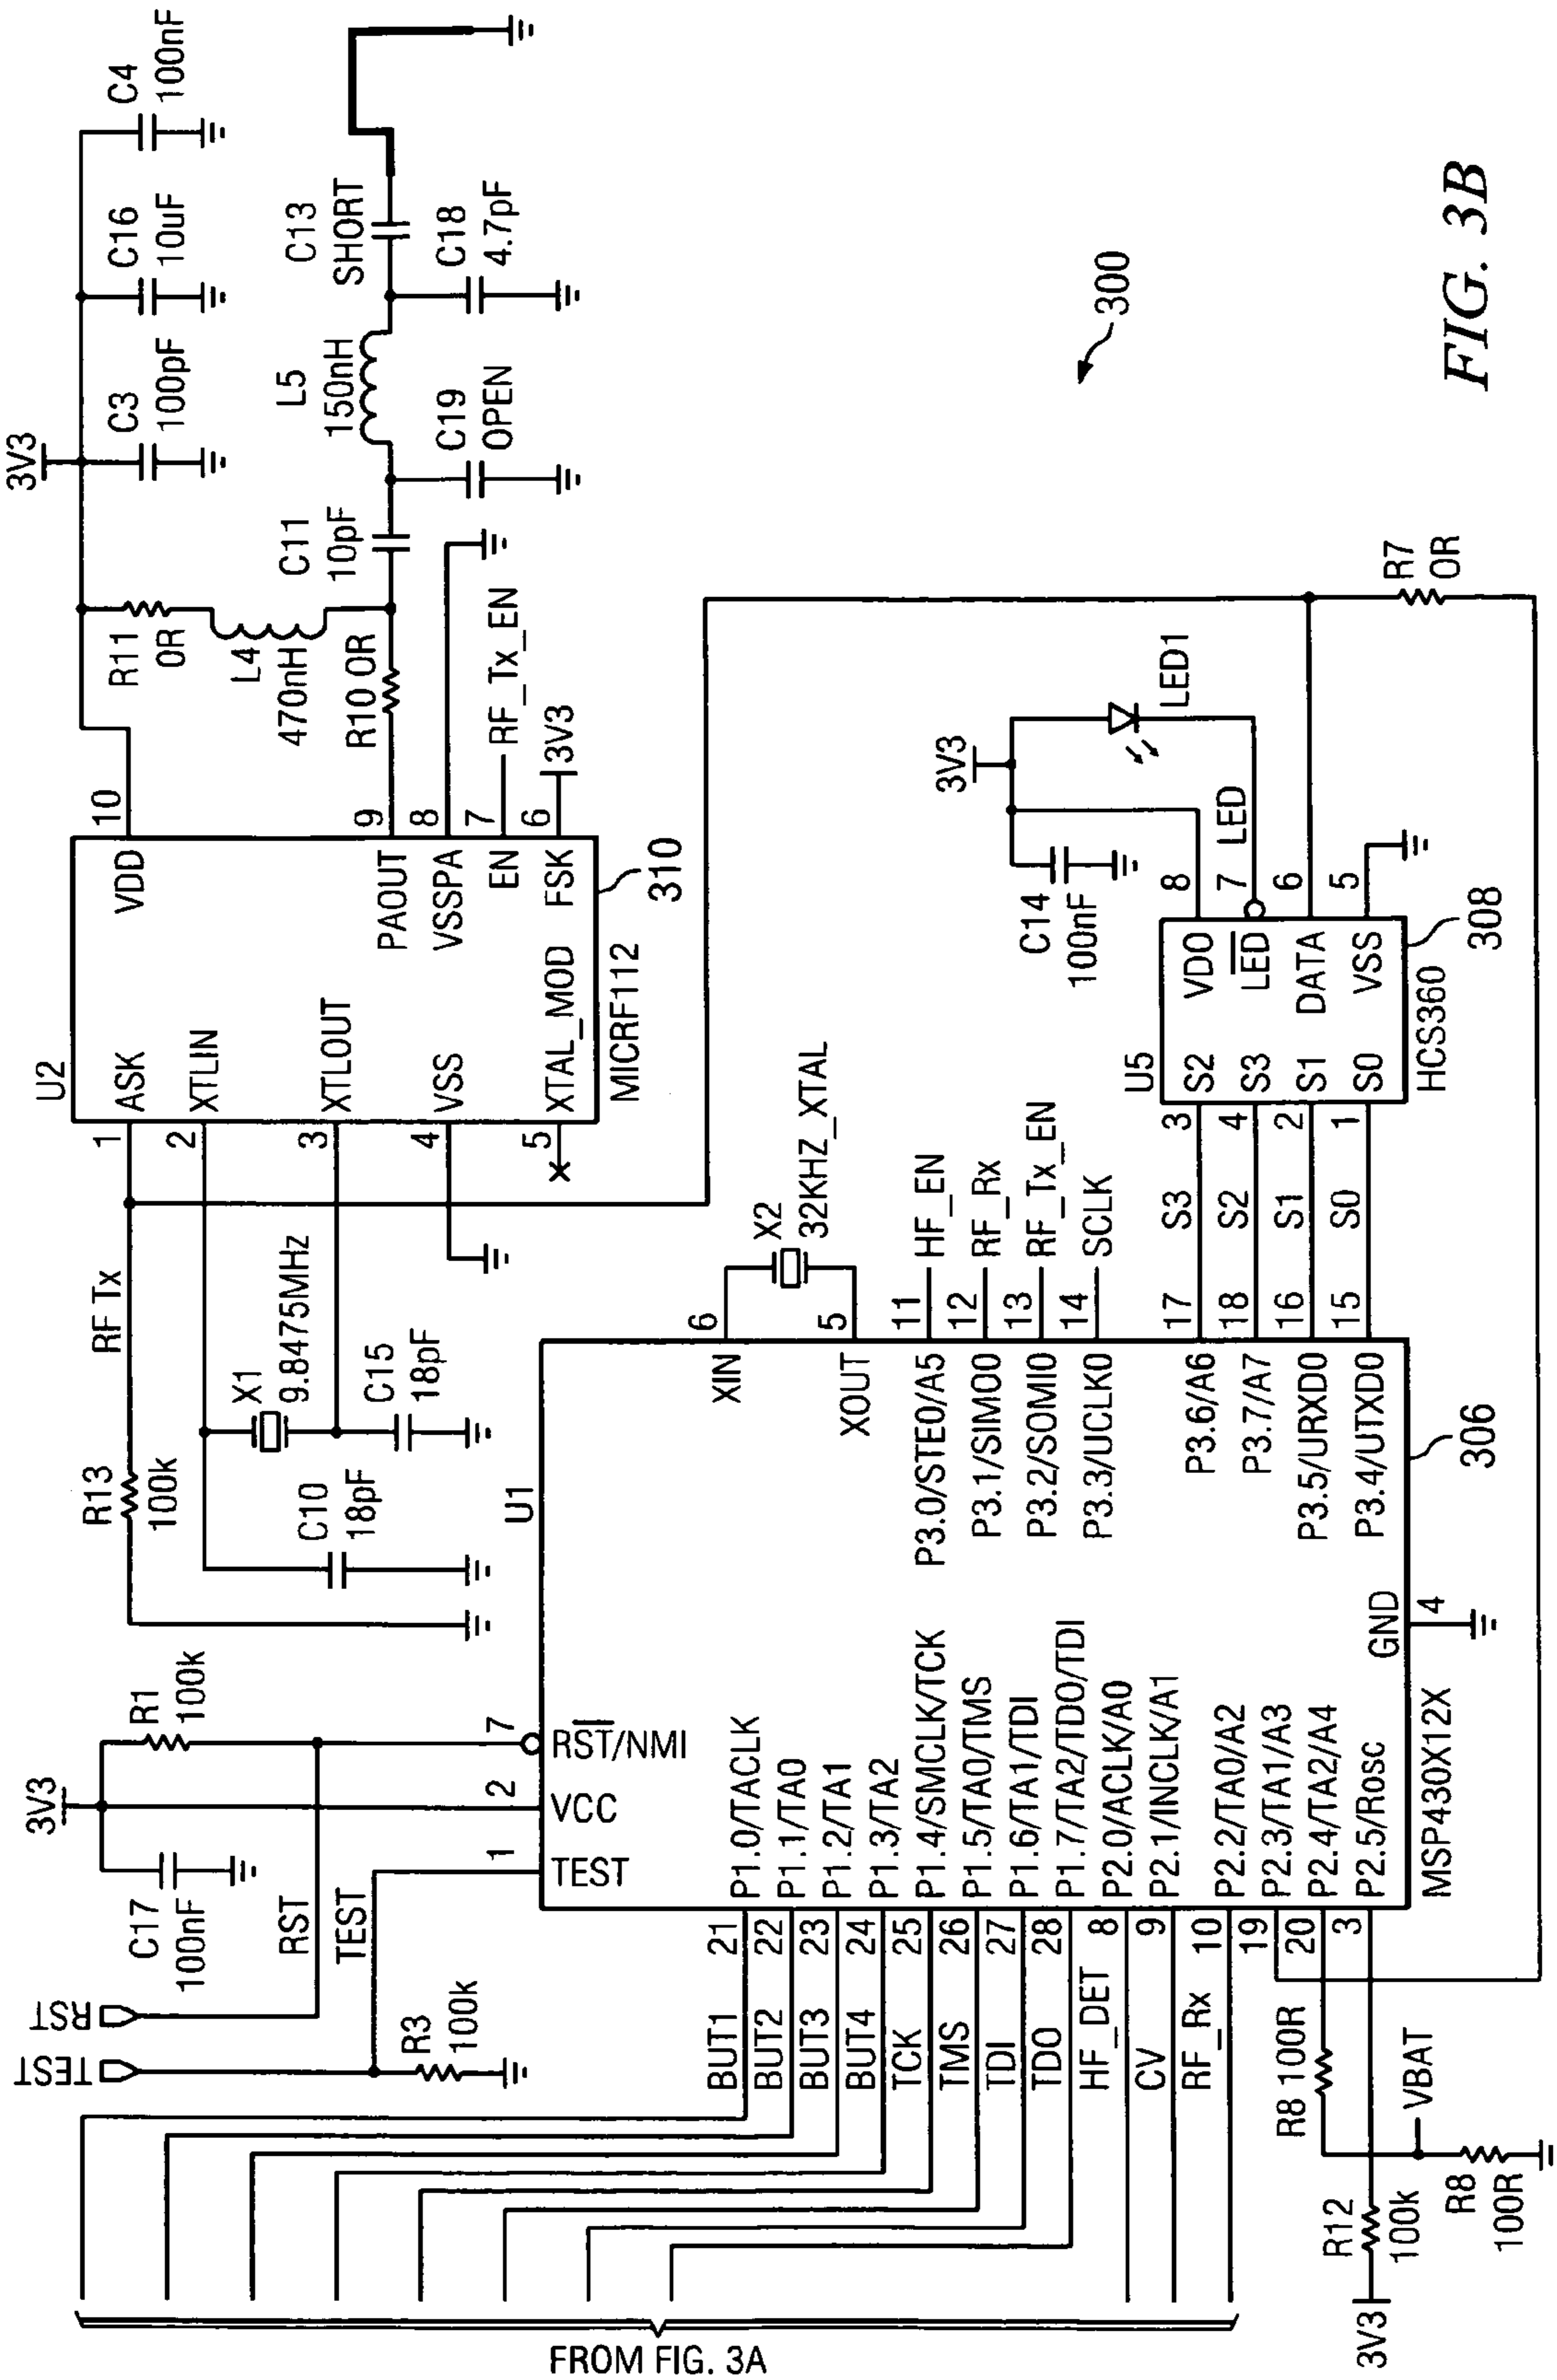 3V3
C3
100pF
C16
10uF
C4
100nF
R11
0R
L4
470nH
R10 0R
C11
10pF
L5
150nH
C19
OPEN
C13
SHORT
C18
4.7pF
U2
ASK
XTLIN
XTLOUT
VSS
XTAL_MOD
VDD
PAOUT
VSSPA
EN
FSK
1
2
3
4
5
10
9
8
7
6
RF_Tx_EN
3V3
MICRF112
310
RF Tx
R13
100k
X1
9.8475MHz
C15
18pF
C10
18pF
3V3
R1
100k
C17
100nF
RST
TEST
RST
TEST
R3
100k
U1
7
2
1
RST/NMI
VCC
TEST
XIN
XOUT
6
5
X2
32KHZ_XTAL
P3.0/STE0/A5
P3.1/SIMO0
P3.2/SOMI0
P3.3/UCLK0
P3.6/A6
P3.7/A7
P3.5/URXD0
P3.4/UTXD0
11
12
13
14
17
18
16
15
HF_EN
RF_Rx
RF_Tx_EN
SCLK
S3
S2
S1
S0
3
4
2
1
U5
S2
S3
S1
S0
VDO
LED
DATA
VSS
8
7
6
5
HCS360
308
3V3
C14
100nF
LED
LED1
R7
0R
P1.0/TACLK
P1.1/TA0
P1.2/TA1
P1.3/TA2
P1.4/SMCLK/TCK
P1.5/TA0/TMS
P1.6/TA1/TDI
P1.7/TA2/TDO/TDI
P2.0/ACLK/A0
P2.1/INCLK/A1
P2.2/TA0/A2
P2.3/TA1/A3
P2.4/TA2/A4
P2.5/Rosc
GND
4
MSP430X12X
306
21
22
23
24
25
26
27
28
8
9
10
19
20
3
BUT1
BUT2
BUT3
BUT4
TCK
TMS
TDI
TDO
HF_DET
CV
RF_Rx
R8 100R
VBAT
R12
100k
R8
100R
3V3
FROM FIG. 3A
300
FIG. 3B